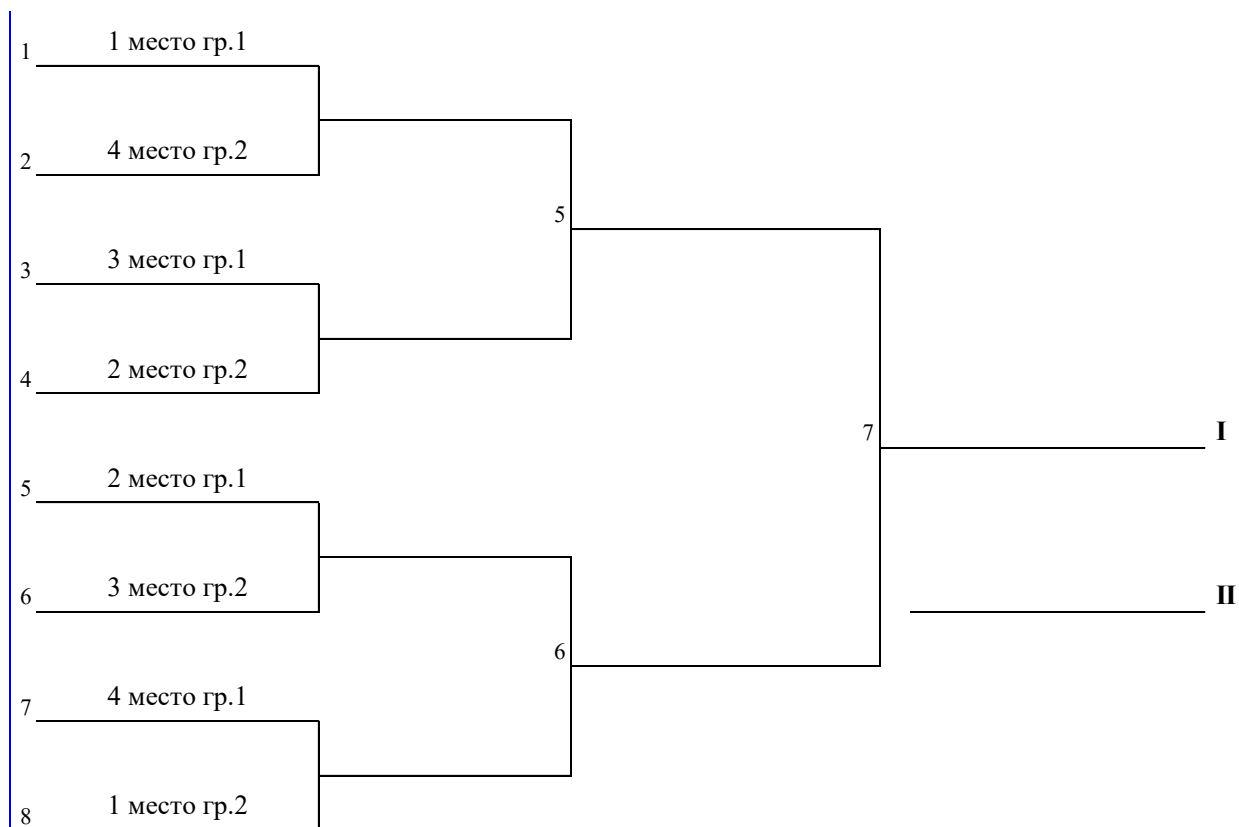 1 1 место гр.1
2 4 место гр.2
5
3 3 место гр.1
4 2 место гр.2
7
I
5 2 место гр.1
6 3 место гр.2
II
6
7 4 место гр.1
8 1 место гр.2